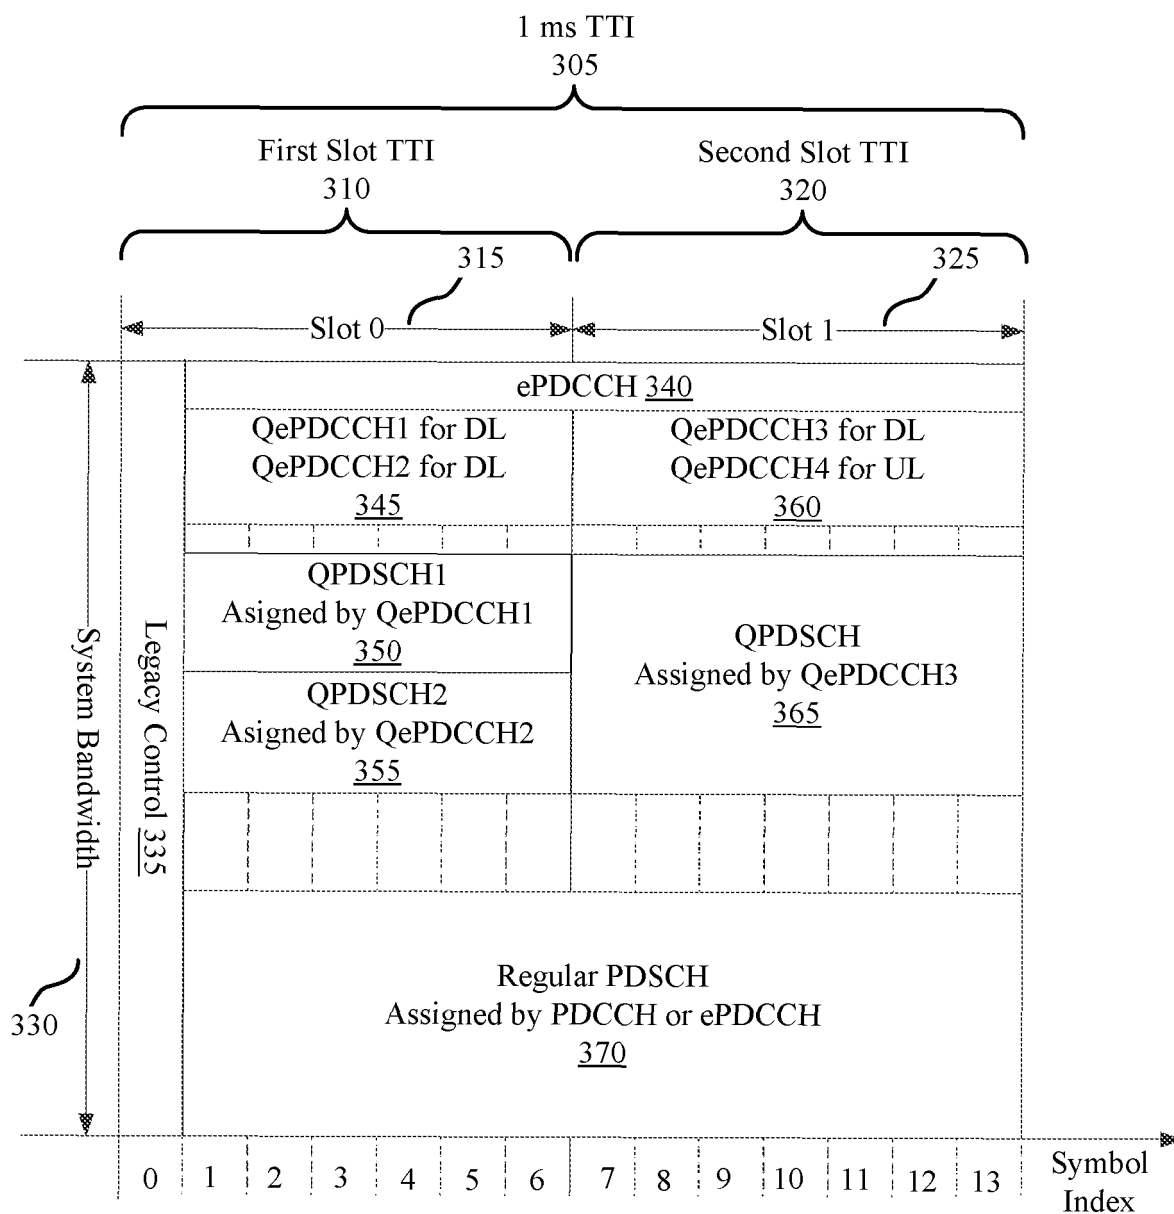 1 ms TTI
305
First Slot TTI
310
Second Slot TTI
320
315
325
Slot 0
Slot 1
ePDCCH 340
QePDCCH1 for DL
QePDCCH2 for DL
345
QePDCCH3 for DL
QePDCCH4 for UL
360
QPDSCH1
Asigned by QePDCCH1
350
QPDSCH2
Asigned by QePDCCH2
355
QPDSCH
Assigned by QePDCCH3
365
System Bandwidth
Legacy Control 335
330
Regular PDSCH
Assigned by PDCCH or ePDCCH
370
0 1 2 3 4 5 6 7 8 9 10 11 12 13
Symbol
Index